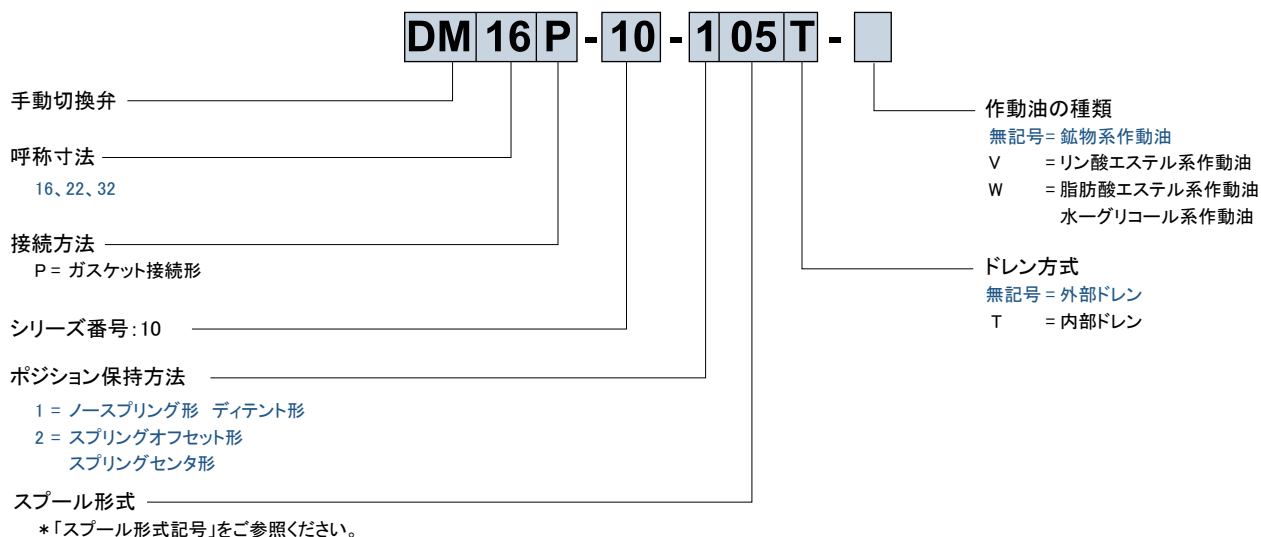 DM 16 P - 10 - 1 05 T -
手動切換弁
呼称寸法
16、22、32
接続方法
P = ガスケット接続形
シリーズ番号:10
ポジション保持方法
1 = ノースプリング形 ディテント形
2 = スプリングオフセット形
スプリングセンタ形
スプール形式
*「スプール形式記号」をご参照ください。
作動油の種類
無記号= 鉱物系作動油
V = リン酸エステル系作動油
W = 脂肪酸エステル系作動油
水ーグリコール系作動油
ドレン方式
無記号 = 外部ドレン
T = 内部ドレン